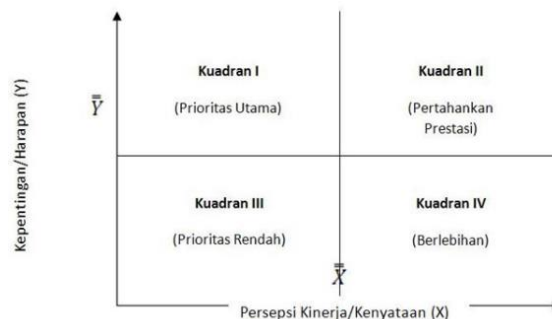 Kepentingan/Harapan (Y)
Y
Kuadran I
(Prioritas Utama)
Kuadran II
(Pertahankan
Prestasi)
Kuadran III
(Prioritas Rendah)
Kuadran IV
(Berlebihan)
X
Persepsi Kinerja/Kenyataan (X)